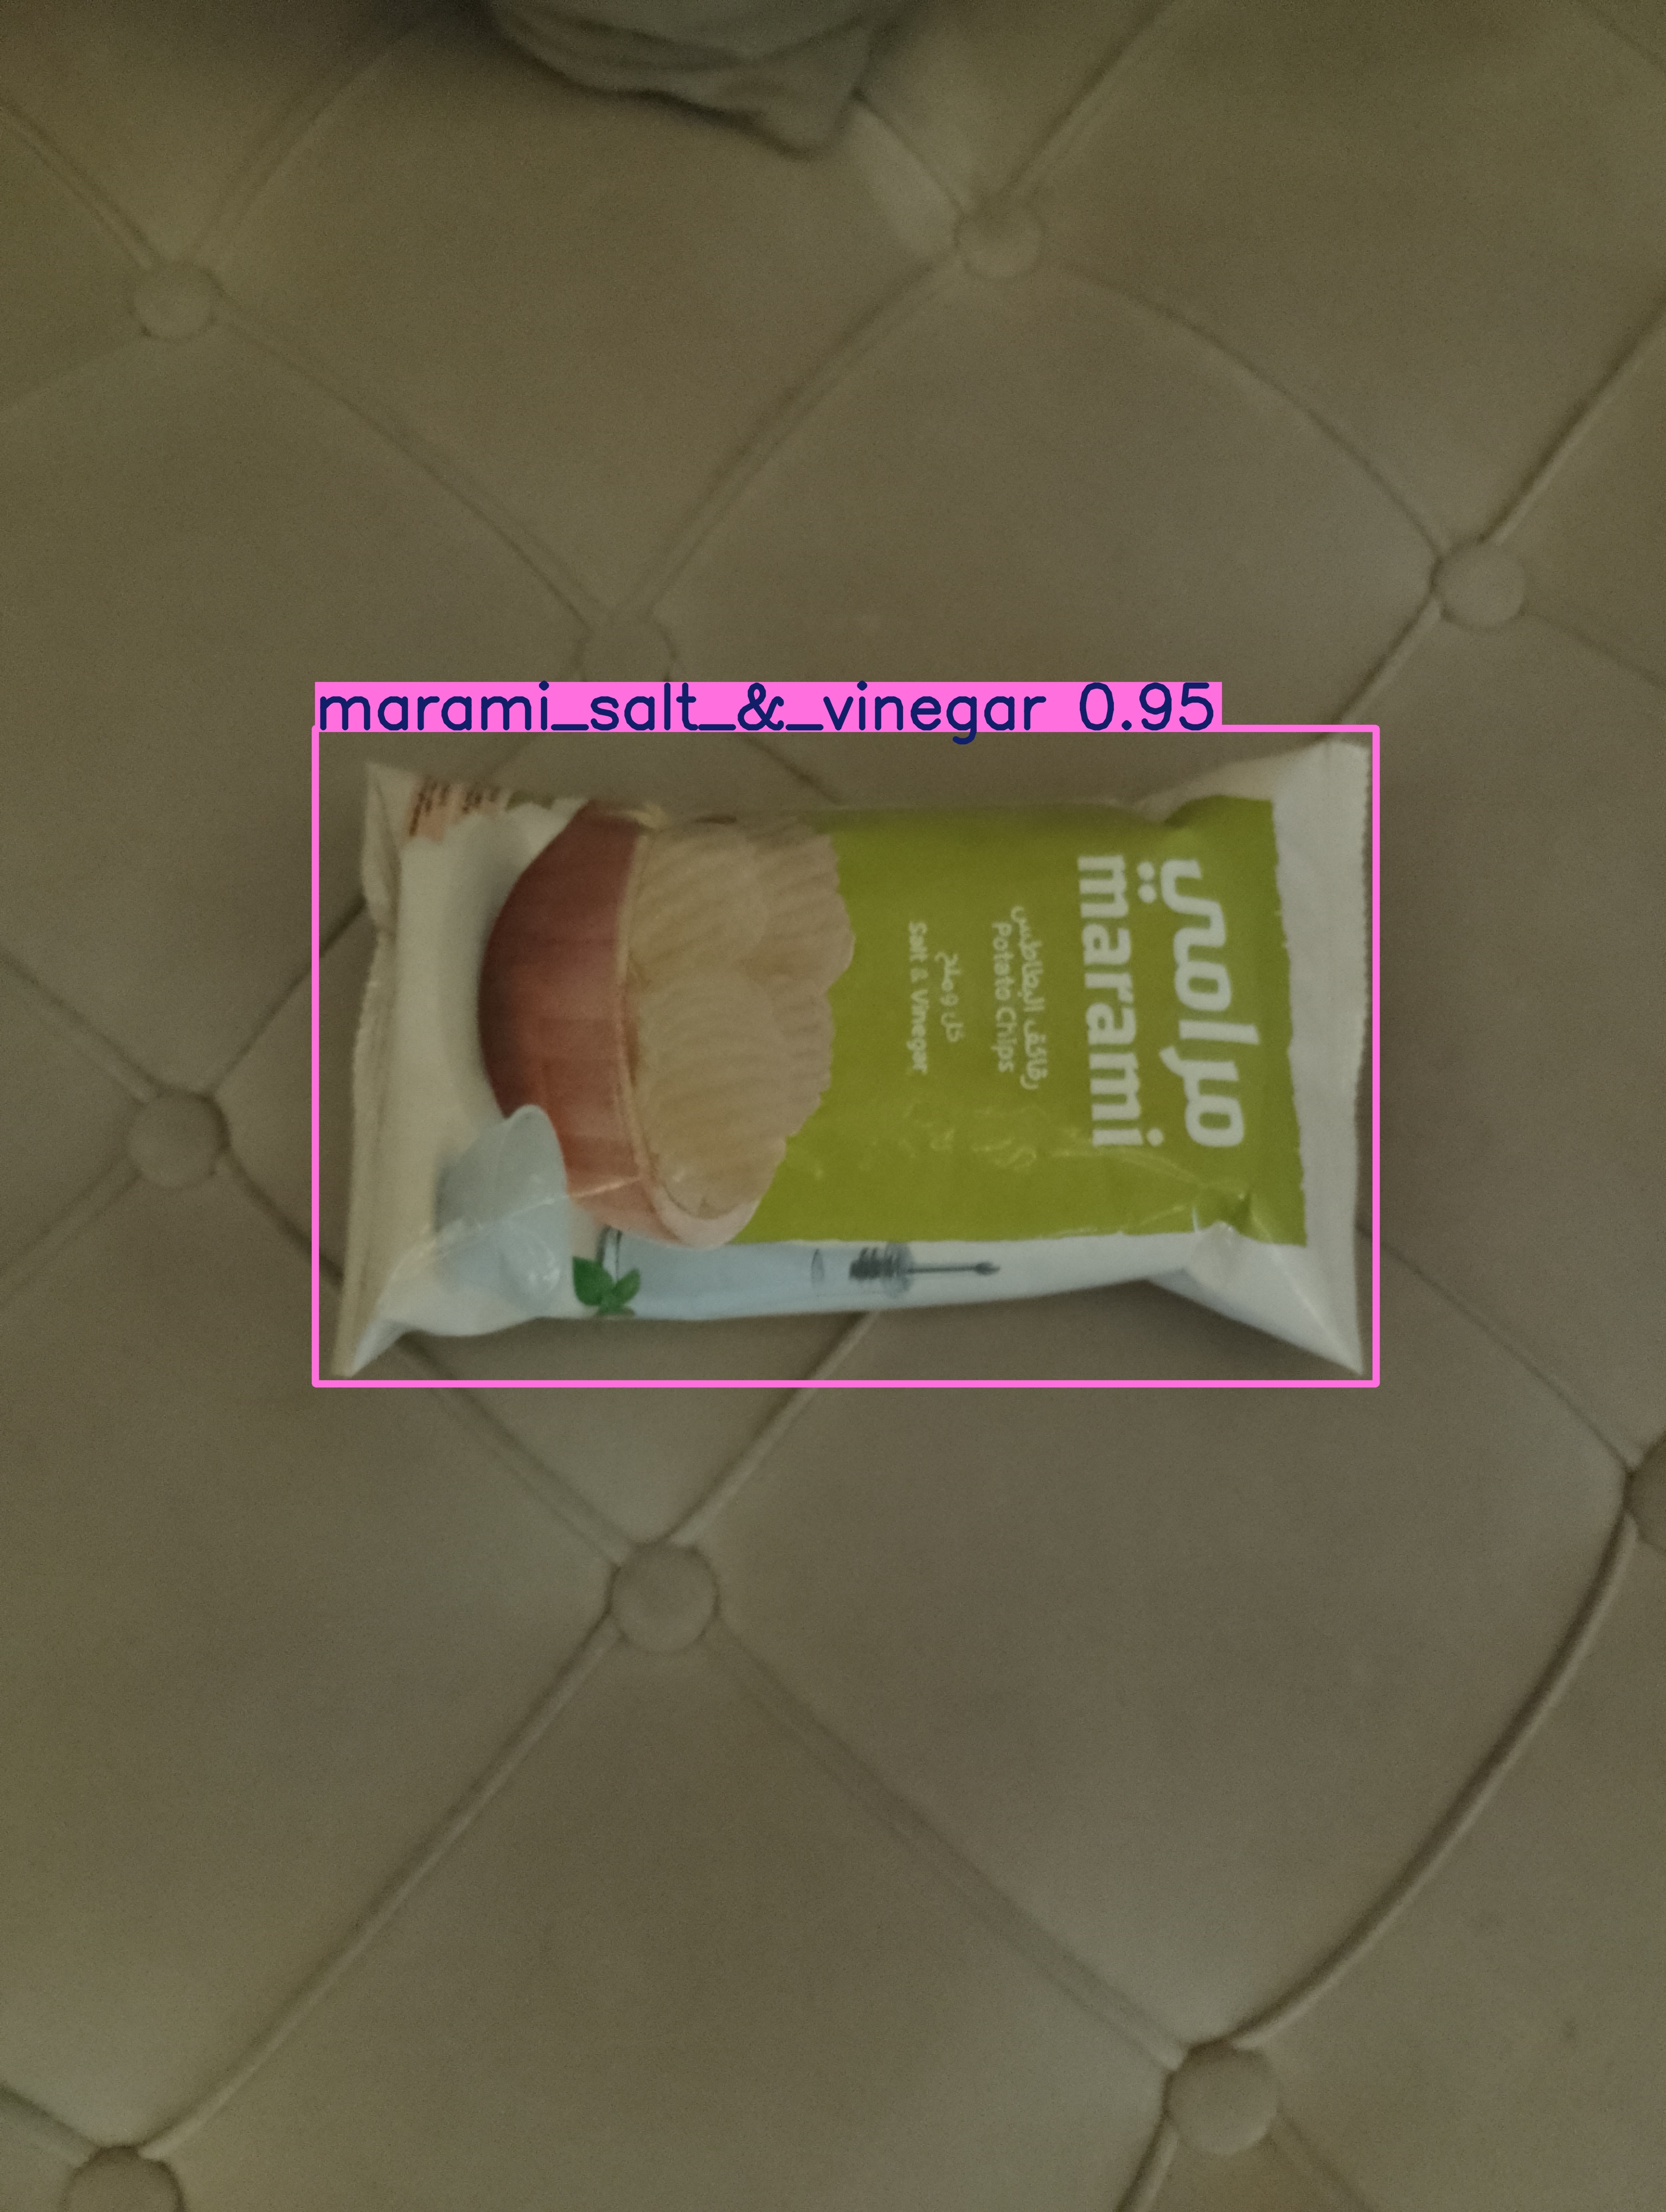 marami_salt_&_vinegar 0.95
مرامي
marami
رقائق البطاطس
Potato Chips
خل وملح
Salt & Vinegar